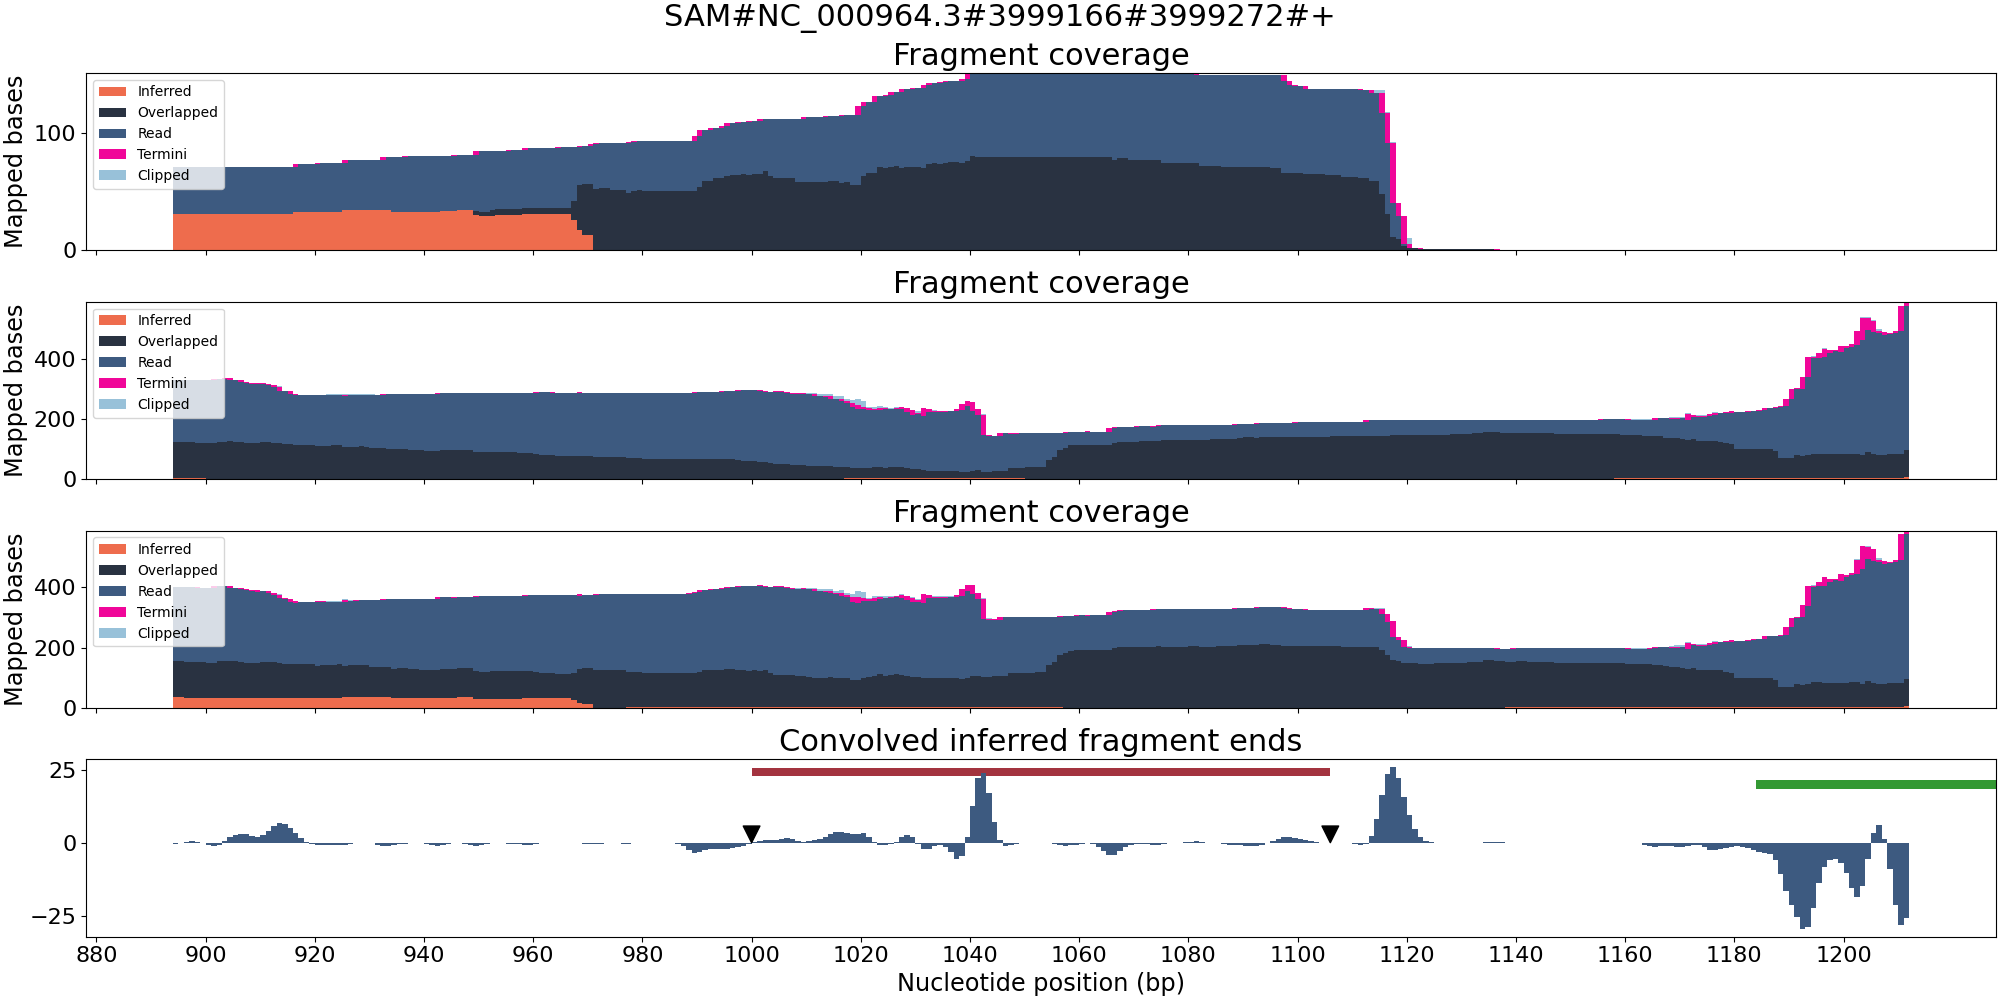 SAM#NC_000964.3#3999166#3999272#+
Fragment coverage
Mapped bases
100
0
Inferred
Overlapped
Read
Termini
Clipped
Fragment coverage
Mapped bases
400
200
0
Inferred
Overlapped
Read
Termini
Clipped
Fragment coverage
Mapped bases
400
200
0
Inferred
Overlapped
Read
Termini
Clipped
Convolved inferred fragment ends
25
0
−25
880 900 920 940 960 980 1000 1020 1040 1060 1080 1100 1120 1140 1160 1180 1200
Nucleotide position (bp)